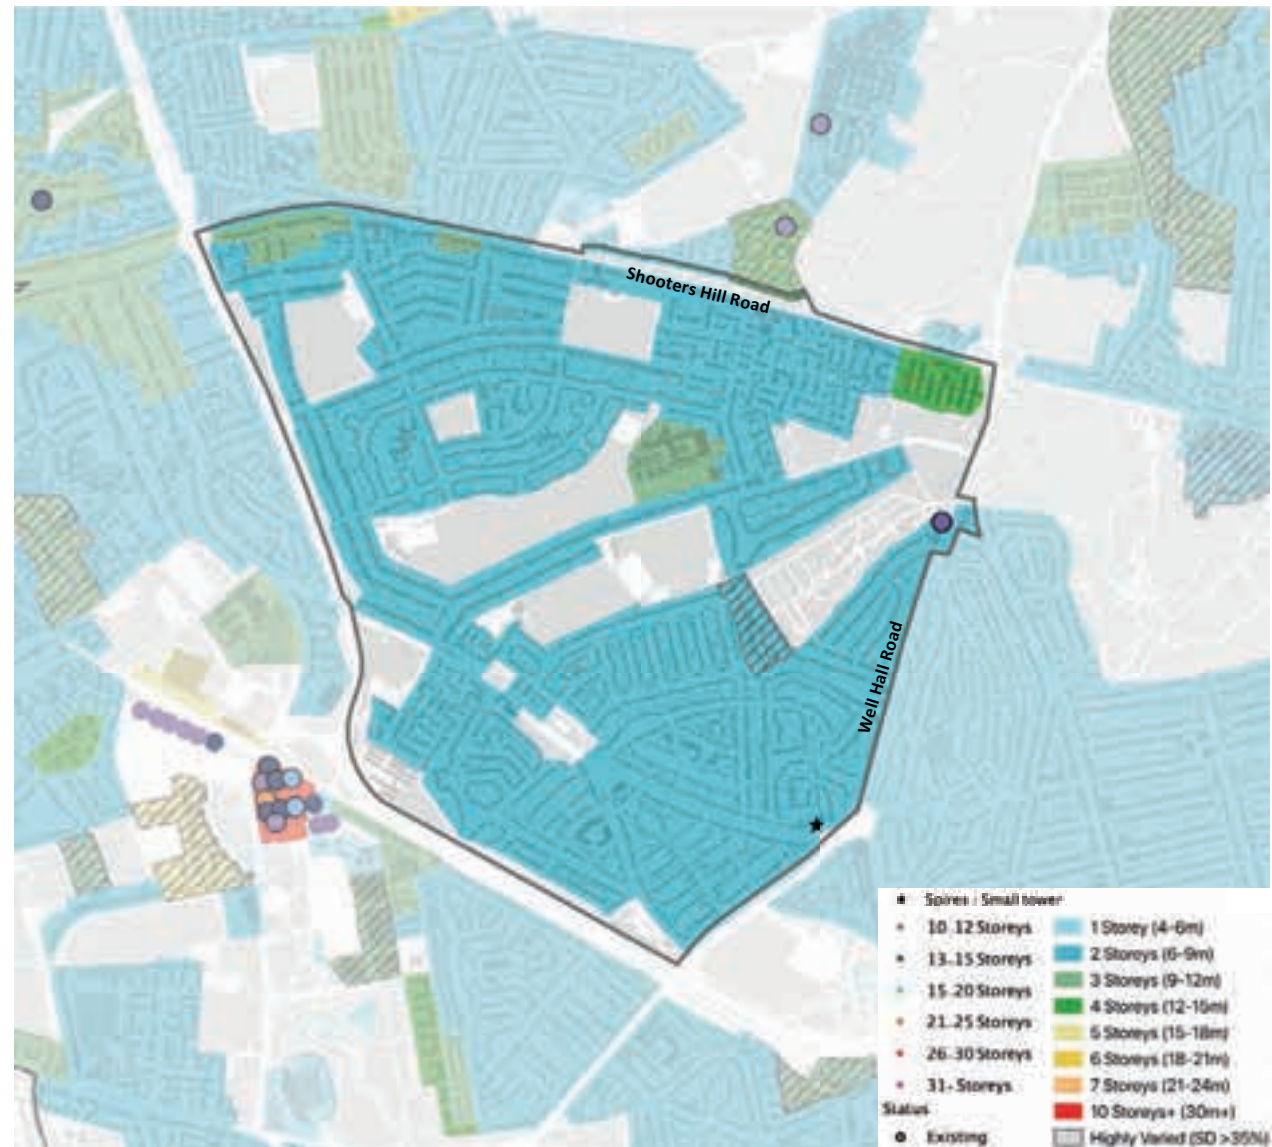 Shooters Hill Road
Well Hall Road
Spires / Small tower
10..12 Storeys
13..15 Storeys
15..20 Storeys
21..25 Storeys
26..30 Storeys
31- Storeys
Status
Existing
1 Storey (4-6m)
2 Storeys (6-9m)
3 Storeys (9-12m)
4 Storeys (12-15m)
5 Storeys (15-18m)
6 Storeys (18-21m)
7 Storeys (21-24m)
10 Storeys+ (30m+)
Highly Varied (SD >35%)